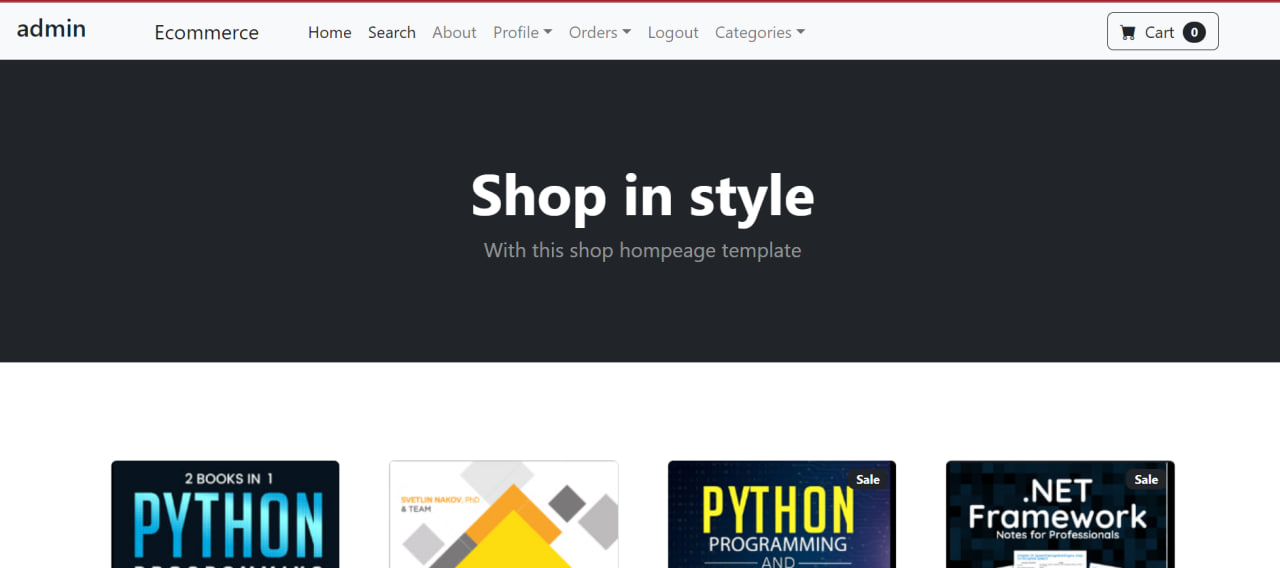 admin
Ecommerce Home Search About Profile Orders Logout Categories Cart 0
Shop in style
With this shop hompeage template
2 BOOKS IN 1
PYTHON
SVETLIN NAKOV, PhD
& TEAM
Sale
PYTHON
PROGRAMMING
AND
Sale
.NET
Framework
Notes for Professionals